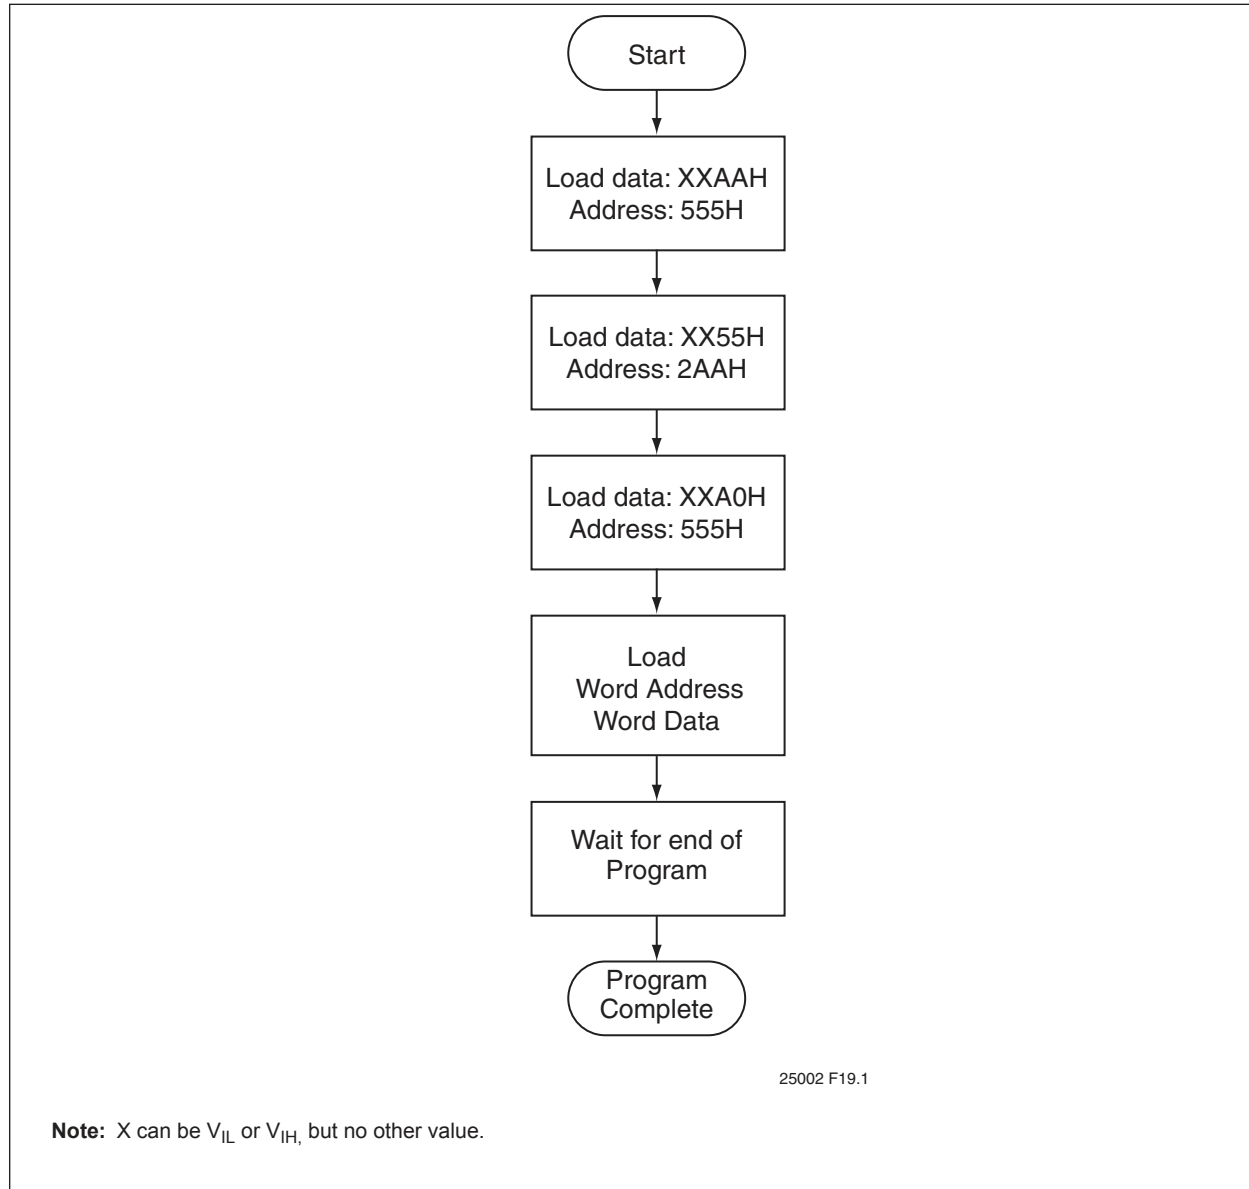 Start
Load data: XXAAH
Address: 555H
Load data: XX55H
Address: 2AAH
Load data: XXA0H
Address: 555H
Load
Word Address
Word Data
Wait for end of
Program
Program
Complete
25002 F19.1
Note: X can be VIL or VIH, but no other value.